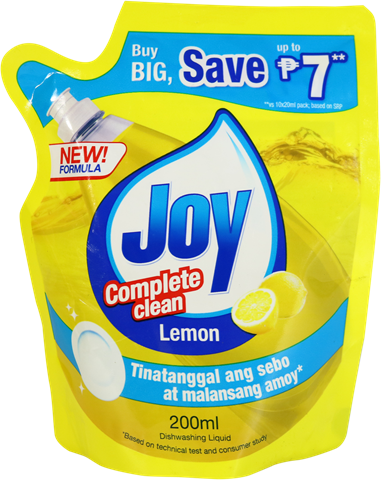 Buy
BIG, Save up to
₱7**
**vs 10x20ml pack; based on SRP
NEW!
FORMULA
Joy
Complete
clean
Lemon
Tinatanggal ang sebo
at malansang amoy*
200ml
Dishwashing Liquid
*Based on technical test and consumer study